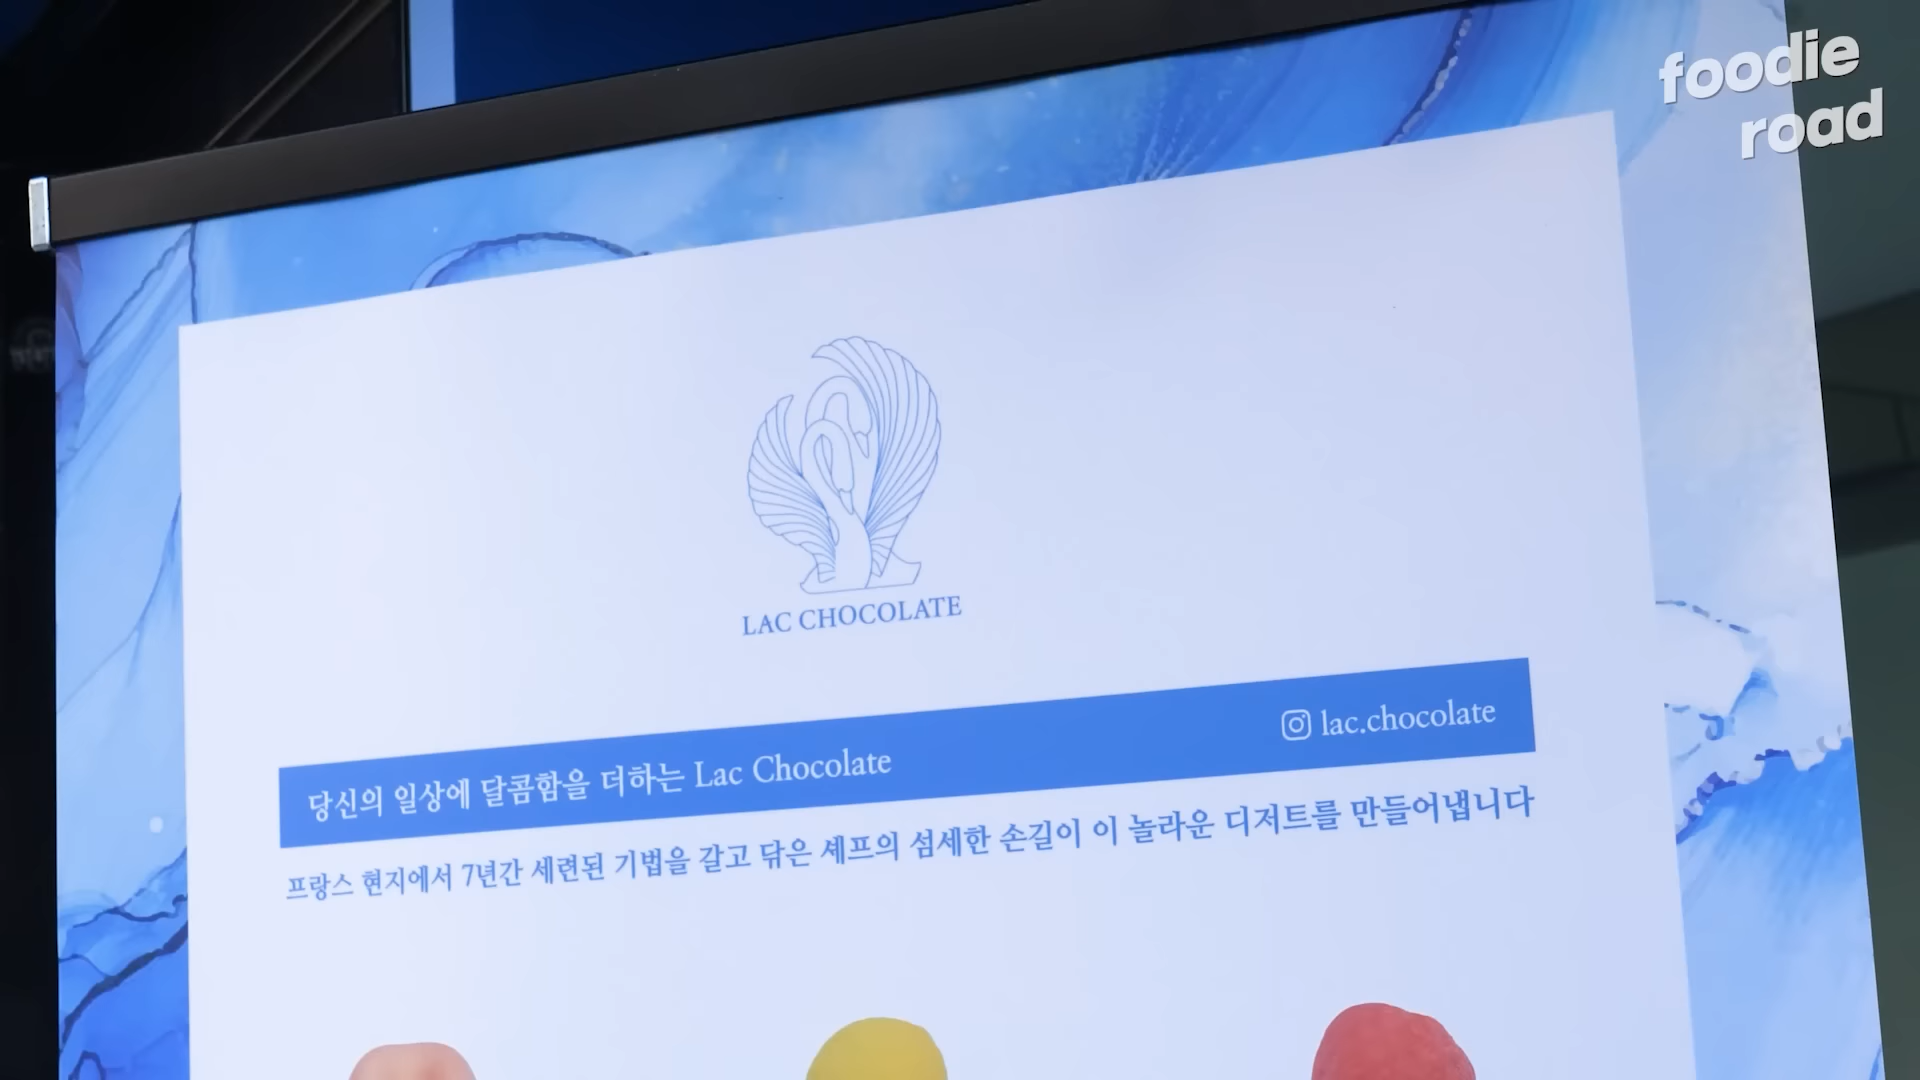 foodie
road
LAC CHOCOLATE
당신의 일상에 달콤함을 더하는 Lac Chocolate
lac.chocolate
프랑스 현지에서 7년간 세련된 기법을 갈고 닦은 셰프의 섬세한 손길이 이 놀라운 디저트를 만들어냅니다